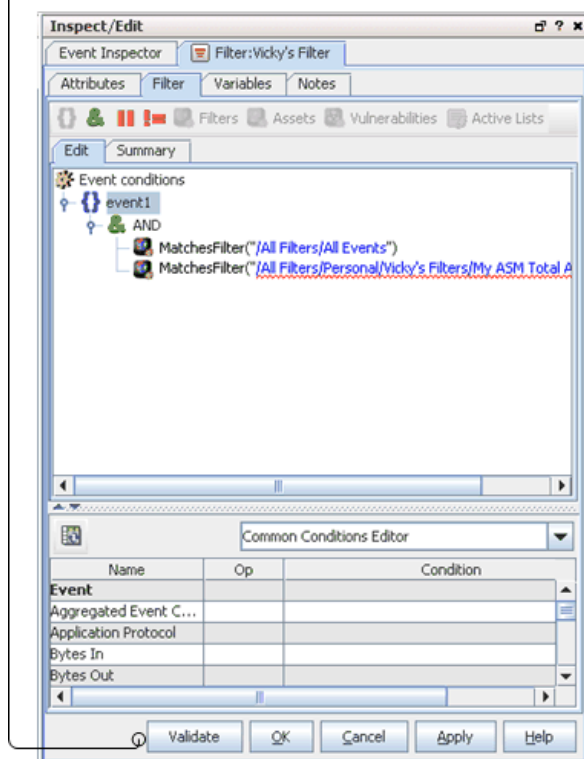 Inspect/Edit
Event Inspector
Filter:Vicky's Filter
Attributes
Filter
Variables
Notes
Filters
Assets
Vulnerabilities
Active Lists
Edit
Summary
Event conditions
event1
AND
MatchesFilter("/All Filters/All Events")
MatchesFilter("/All Filters/Personal/Vicky's Filters/My ASM Total A
Common Conditions Editor
Name Op Condition
Event
Aggregated Event C...
Application Protocol
Bytes In
Bytes Out
Validate
OK
Cancel
Apply
Help